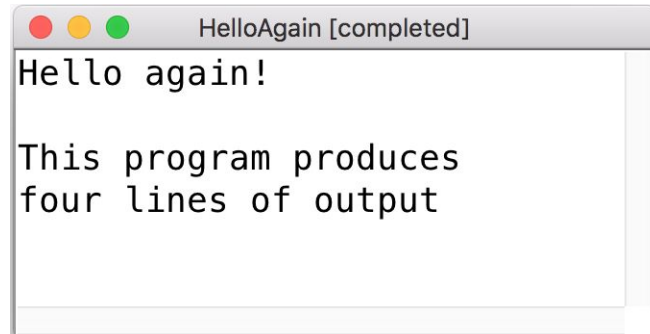 HelloAgain [completed]
Hello again!
This program produces
four lines of output